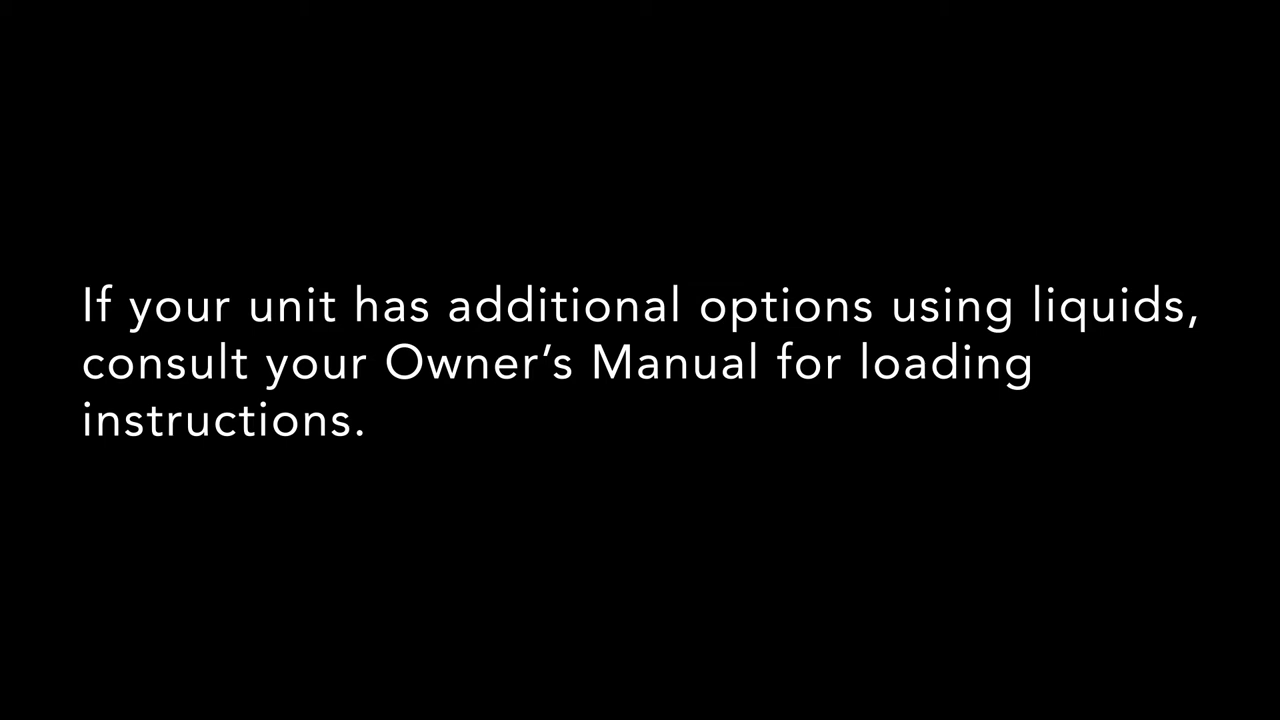 If your unit has additional options using liquids,
consult your Owner’s Manual for loading
instructions.